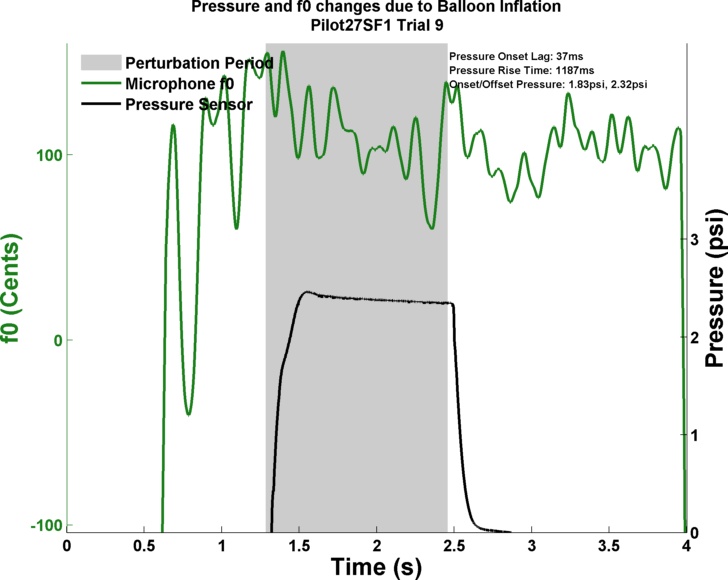 Pressure and f0 changes due to Balloon Inflation
Pilot27SF1 Trial 9
Perturbation Period
Microphone f0
Pressure Sensor
Pressure Onset Lag: 37ms
Pressure Rise Time: 1187ms
Onset/Offset Pressure: 1.83psi, 2.32psi
f0 (Cents)
100
0
-100
Pressure (psi)
3
2
1
0
0 0.5 1 1.5 2 2.5 3 3.5 4
Time (s)